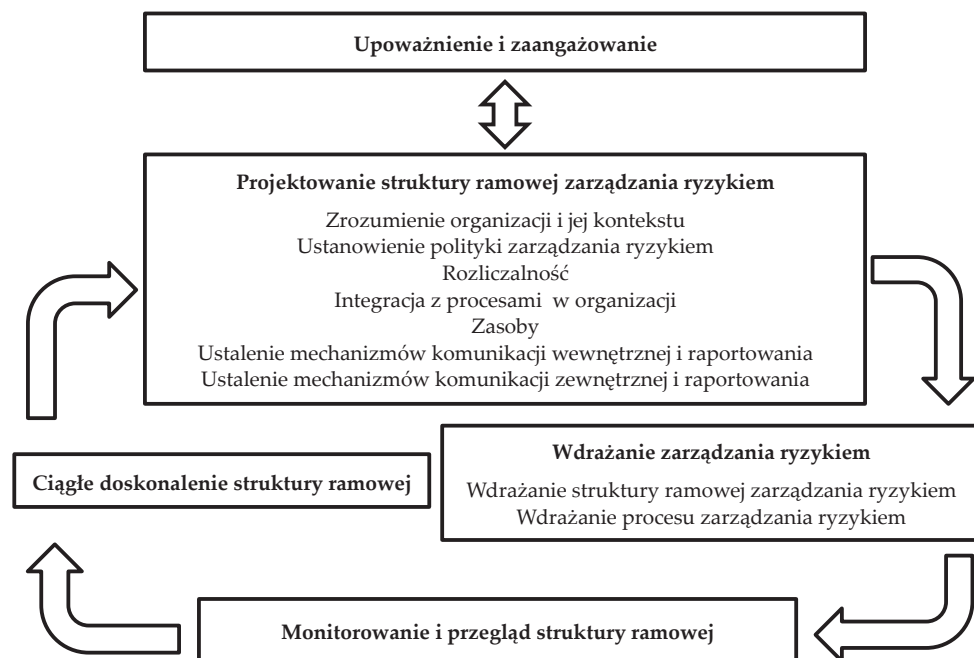 Upoważnienie i zaangażowanie
Projektowanie struktury ramowej zarządzania ryzykiem
Zrozumienie organizacji i jej kontekstu
Ustanowienie polityki zarządzania ryzykiem
Rozliczalność
Integracja z procesami w organizacji
Zasoby
Ustalenie mechanizmów komunikacji wewnętrznej i raportowania
Ustalenie mechanizmów komunikacji zewnętrznej i raportowania
Wdrażanie zarządzania ryzykiem
Wdrażanie struktury ramowej zarządzania ryzykiem
Wdrażanie procesu zarządzania ryzykiem
Ciągłe doskonalenie struktury ramowej
Monitorowanie i przegląd struktury ramowej